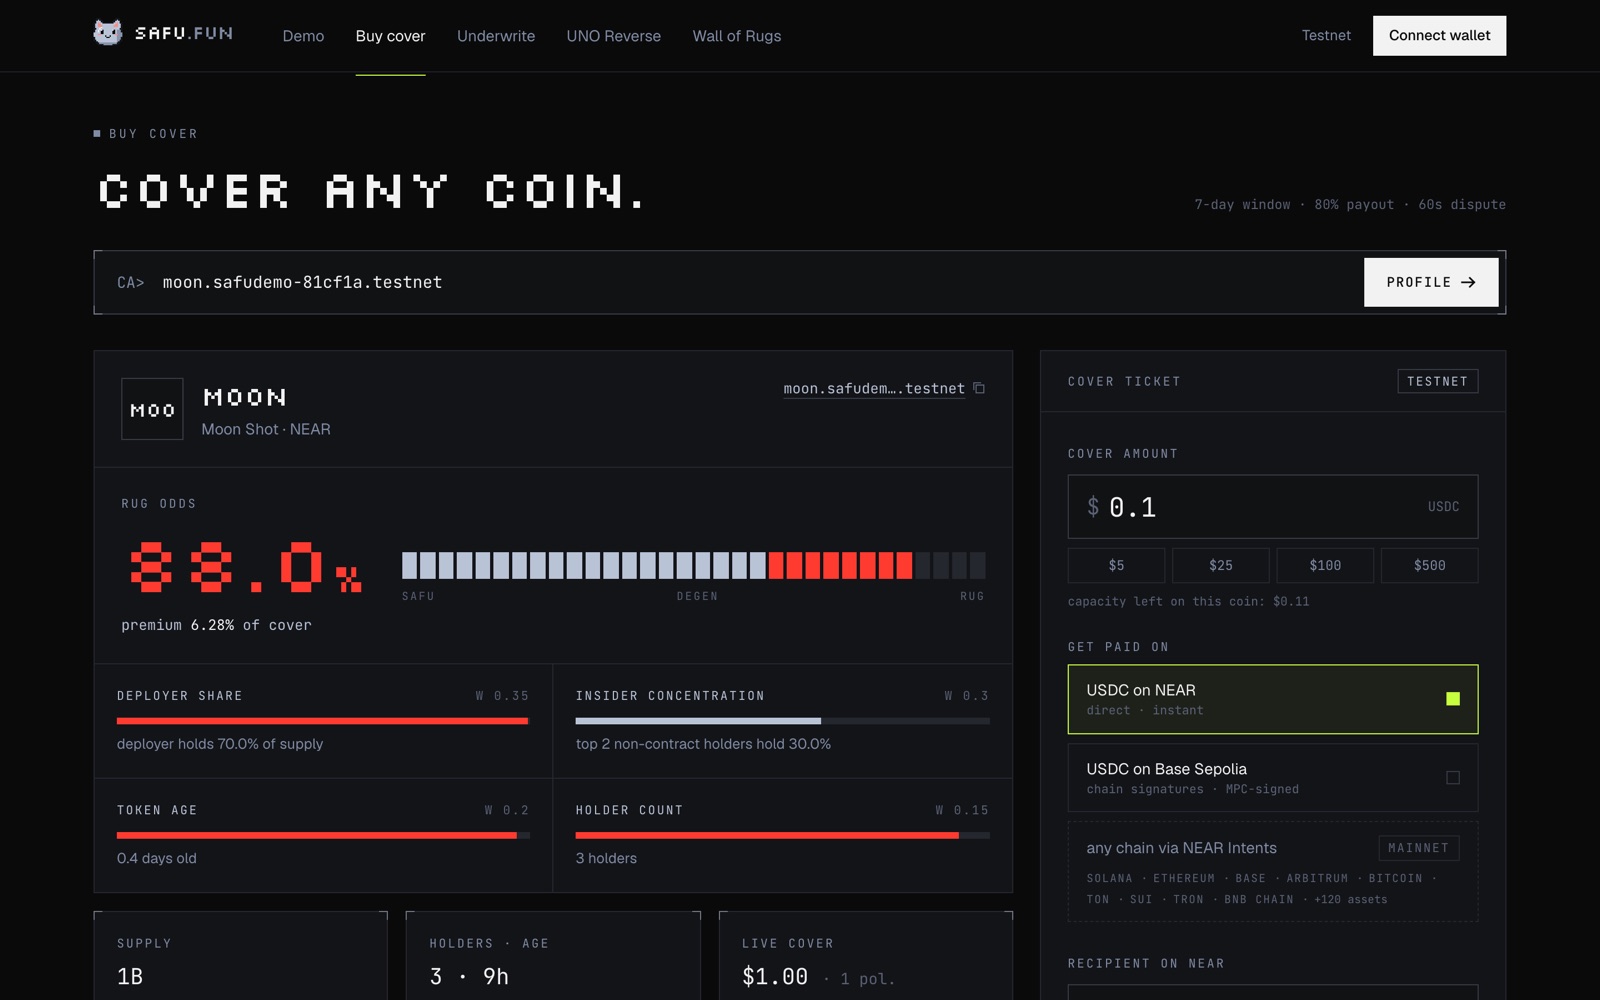 SAFU.FUN
Demo
Buy cover
Underwrite
UNO Reverse
Wall of Rugs
Testnet
Connect wallet
BUY COVER
COVER ANY COIN.
7-day window · 80% payout · 60s dispute
CA> moon.safudemo-81cf1a.testnet
PROFILE →
MOO
MOON
Moon Shot · NEAR
moon.safudem….testnet
RUG ODDS
88.0%
SAFU DEGEN RUG
premium 6.28% of cover
DEPLOYER SHARE W 0.35
deployer holds 70.0% of supply
INSIDER CONCENTRATION W 0.3
top 2 non-contract holders hold 30.0%
TOKEN AGE W 0.2
0.4 days old
HOLDER COUNT W 0.15
3 holders
SUPPLY
1B
HOLDERS · AGE
3 · 9h
LIVE COVER
$1.00 · 1 pol.
COVER TICKET
TESTNET
COVER AMOUNT
$ 0.1 USDC
$5 $25 $100 $500
capacity left on this coin: $0.11
GET PAID ON
USDC on NEAR
direct · instant
USDC on Base Sepolia
chain signatures · MPC-signed
any chain via NEAR Intents MAINNET
SOLANA · ETHEREUM · BASE · ARBITRUM · BITCOIN ·
TON · SUI · TRON · BNB CHAIN · +120 assets
RECIPIENT ON NEAR